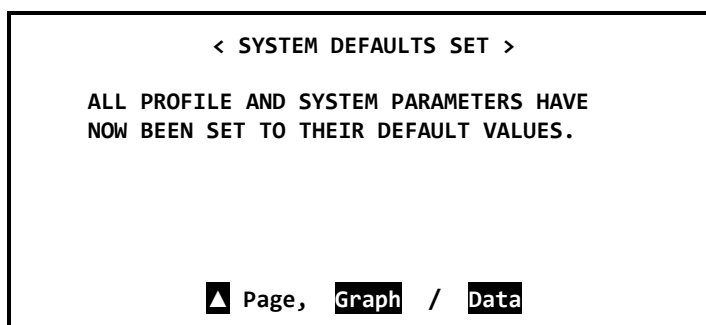 < SYSTEM DEFAULTS SET >
ALL PROFILE AND SYSTEM PARAMETERS HAVE
NOW BEEN SET TO THEIR DEFAULT VALUES.
▲ Page, Graph / Data